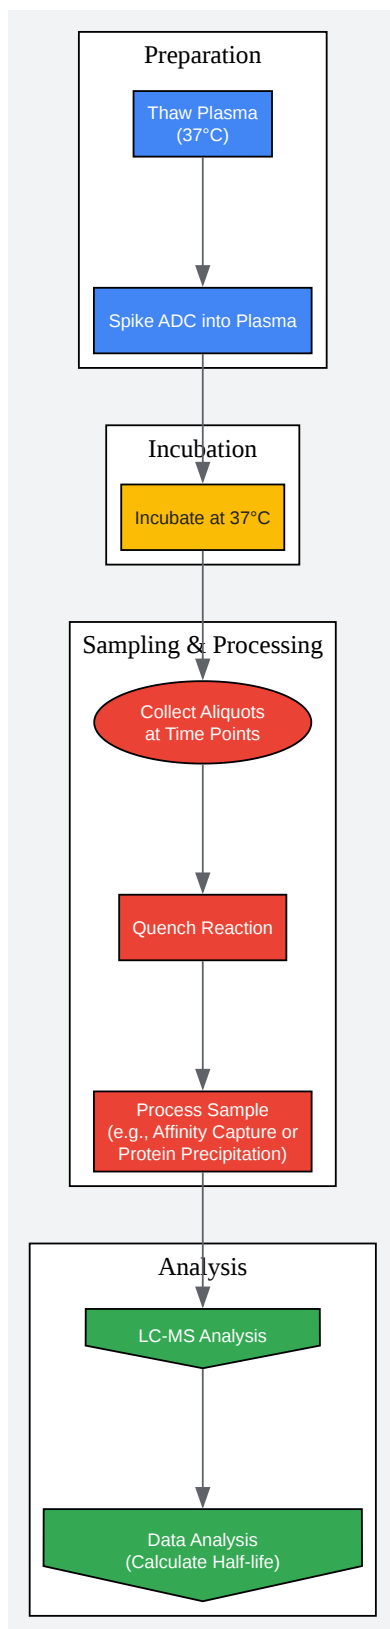 Preparation
Thaw Plasma
(37°C)
Spike ADC into Plasma
Incubation
Incubate at 37°C
Sampling & Processing
Collect Aliquots
at Time Points
Quench Reaction
Process Sample
(e.g., Affinity Capture or
Protein Precipitation)
Analysis
LC-MS Analysis
Data Analysis
(Calculate Half-life)